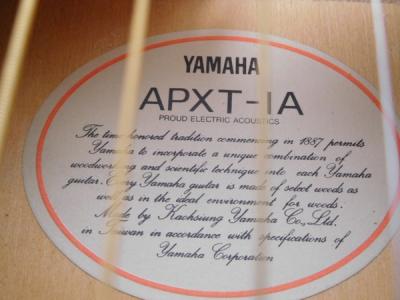 YAMAHA
APXT-1A
PROUD ELECTRIC ACOUSTICS
The time-honored tradition commencing in 1887 permits
Yamaha to incorporate a unique combination of
woodworking and scientific technique into each Yamaha
guitar. Every Yamaha guitar is made of select woods as
well as in the ideal environment for woods.
Made by Kaohsiung Yamaha Co., Ltd.
in Taiwan in accordance with specifications of
Yamaha Corporation